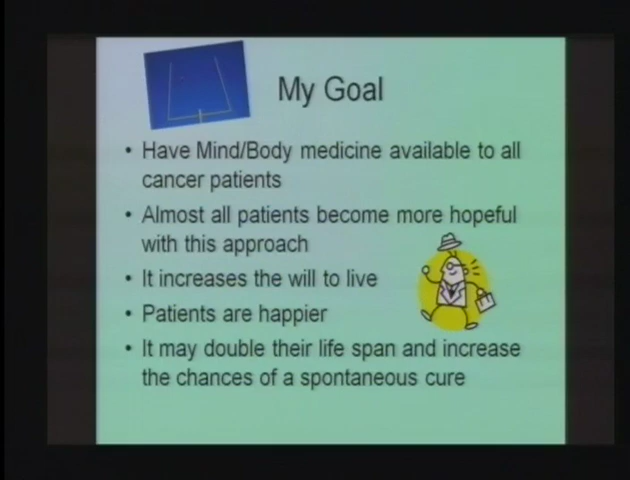 My Goal
• Have Mind/Body medicine available to all
cancer patients
• Almost all patients become more hopeful
with this approach
• It increases the will to live
• Patients are happier
• It may double their life span and increase
the chances of a spontaneous cure